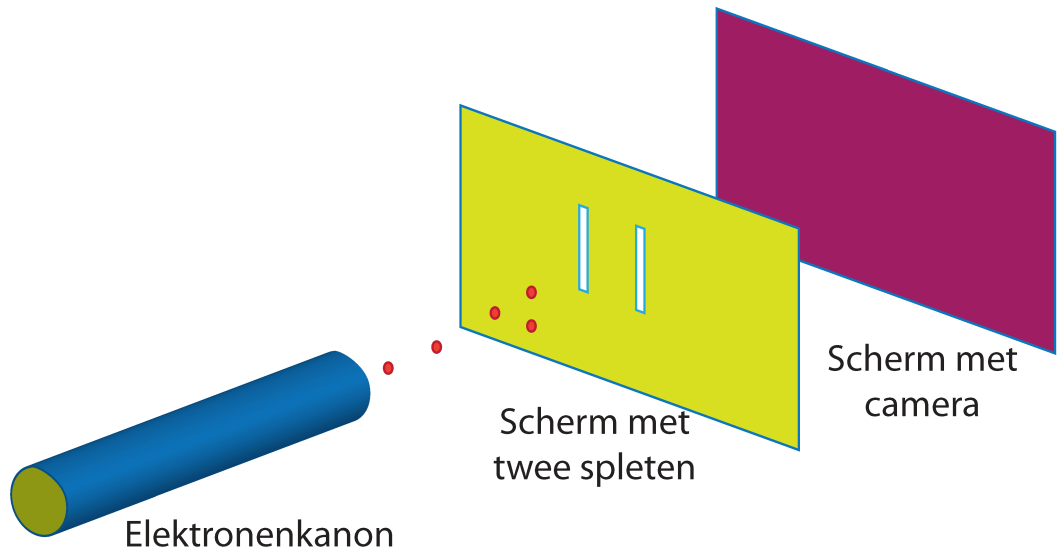 Scherm met
camera
Scherm met
twee spleten
Elektronenkanon